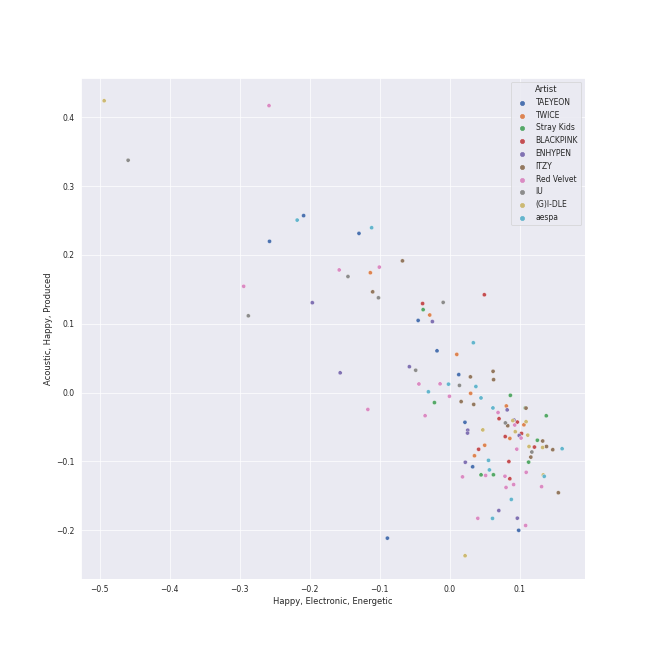 Artist
TAEYEON
TWICE
Stray Kids
BLACKPINK
ENHYPEN
ITZY
Red Velvet
IU
(G)I-DLE
aespa
0.4
0.3
0.2
0.1
0.0
−0.1
−0.2
Acoustic, Happy, Produced
−0.5 −0.4 −0.3 −0.2 −0.1 0.0 0.1
Happy, Electronic, Energetic